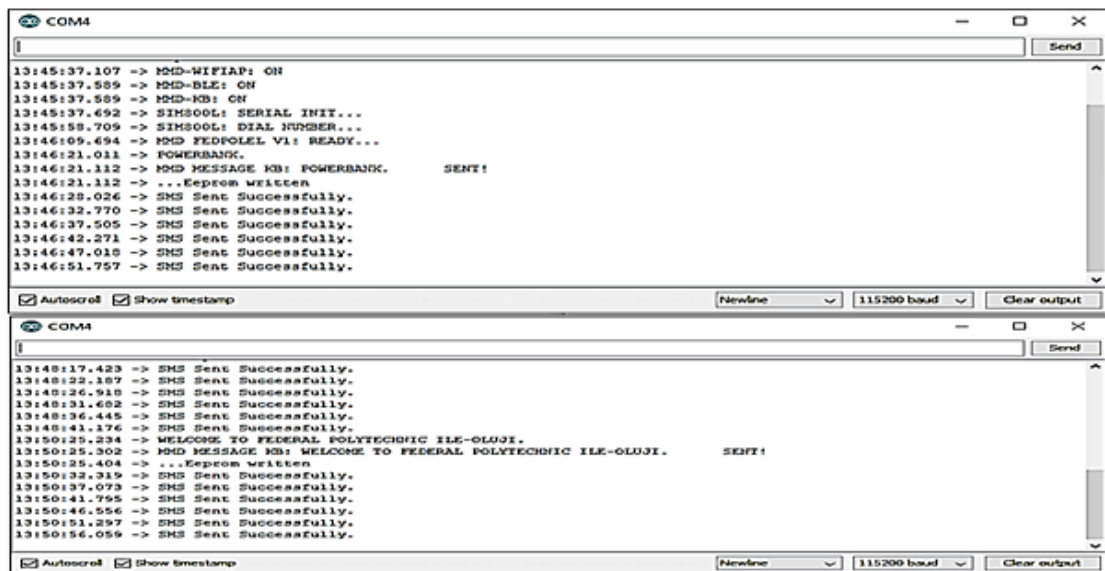 COM4
Send
13:45:37.107 -> MMD-WIFIAP: ON
13:45:37.589 -> MMD-BLE: ON
13:45:37.589 -> MMD-KB: ON
13:45:37.692 -> SIM800L: SERIAL INIT...
13:45:58.709 -> SIM800L: DIAL NUMBER...
13:46:09.694 -> MMD FEDPOLEL V1: READY...
13:46:21.011 -> POWERBANK.
13:46:21.112 -> MMD MESSAGE KB: POWERBANK. SENT!
13:46:21.112 -> ...Eeprom written
13:46:28.026 -> SMS Sent Successfully.
13:46:32.770 -> SMS Sent Successfully.
13:46:37.505 -> SMS Sent Successfully.
13:46:42.271 -> SMS Sent Successfully.
13:46:47.018 -> SMS Sent Successfully.
13:46:51.757 -> SMS Sent Successfully.
Autoscroll Show timestamp Newline 115200 baud Clear output
COM4
Send
13:48:17.423 -> SMS Sent Successfully.
13:48:22.187 -> SMS Sent Successfully.
13:48:26.918 -> SMS Sent Successfully.
13:48:31.682 -> SMS Sent Successfully.
13:48:36.445 -> SMS Sent Successfully.
13:48:41.176 -> SMS Sent Successfully.
13:50:25.234 -> WELCOME TO FEDERAL POLYTECHNIC ILE-OLUJI.
13:50:25.302 -> MMD MESSAGE KB: WELCOME TO FEDERAL POLYTECHNIC ILE-OLUJI. SENT!
13:50:25.404 -> ...Eeprom written
13:50:32.319 -> SMS Sent Successfully.
13:50:37.073 -> SMS Sent Successfully.
13:50:41.795 -> SMS Sent Successfully.
13:50:46.556 -> SMS Sent Successfully.
13:50:51.297 -> SMS Sent Successfully.
13:50:56.059 -> SMS Sent Successfully.
Autoscroll Show timestamp Newline 115200 baud Clear output